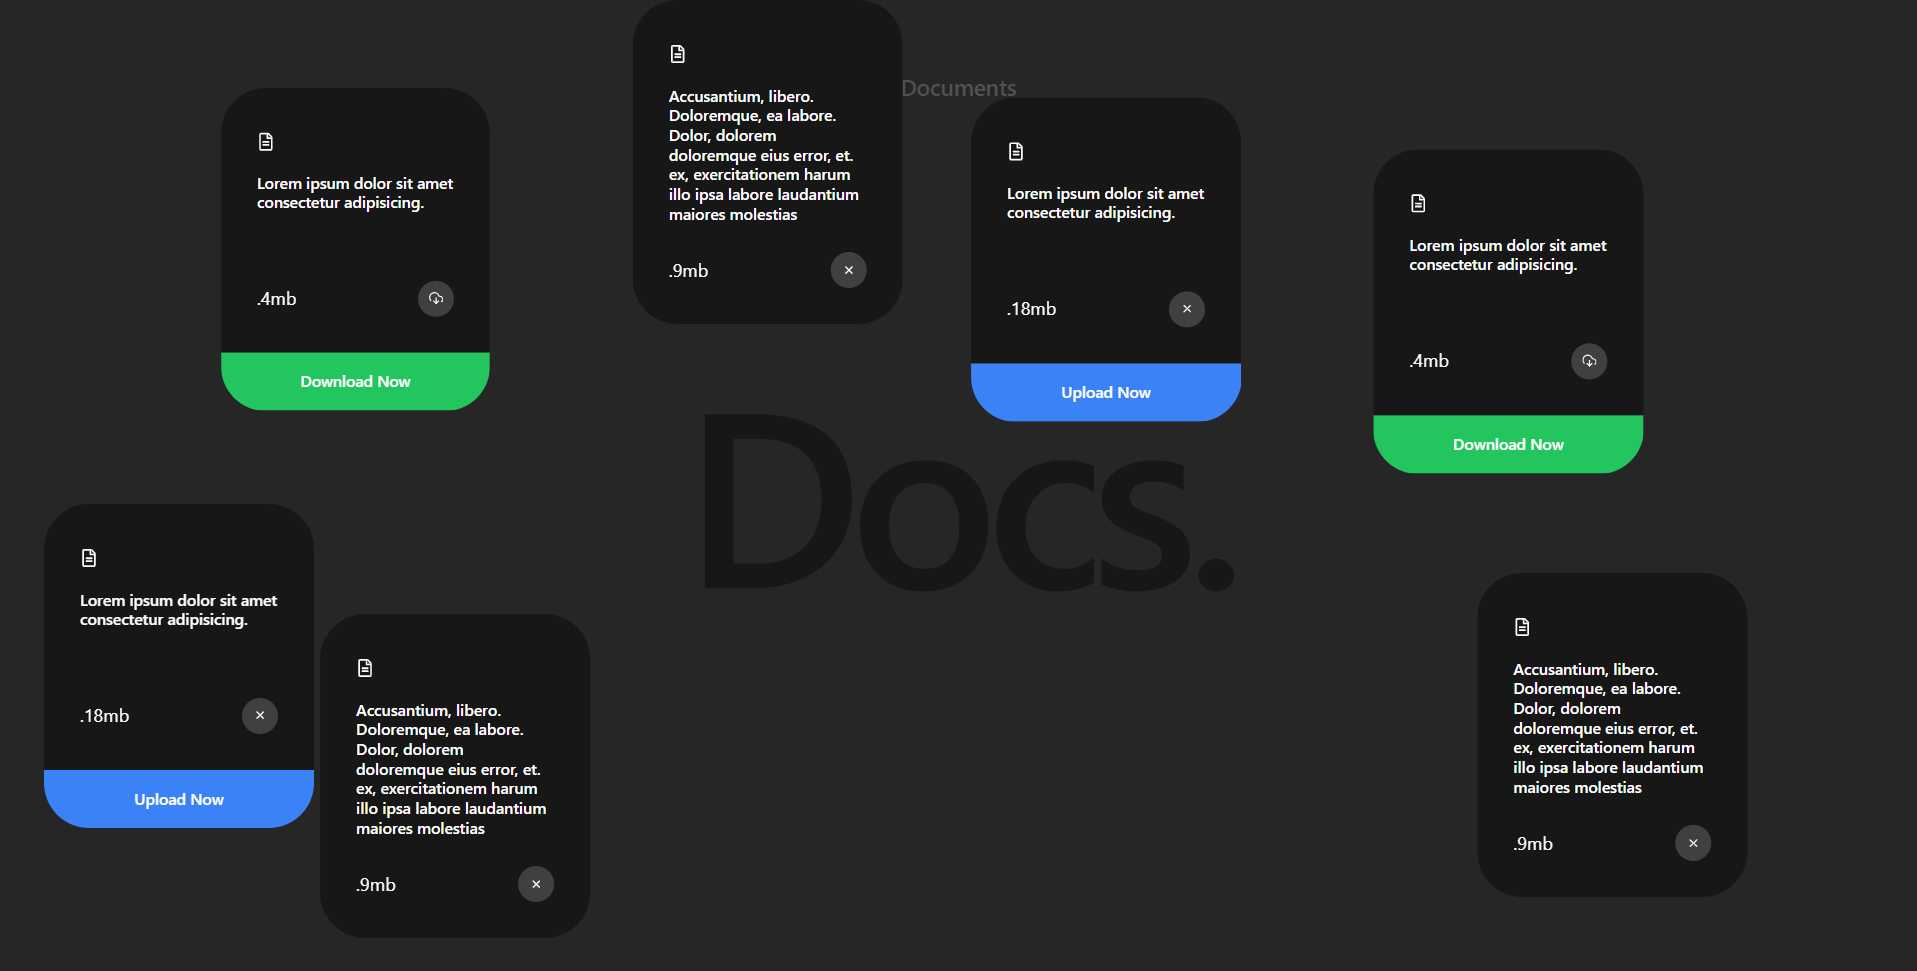 Documents
Docs.
Lorem ipsum dolor sit amet
consectetur adipisicing.
.4mb
Download Now
Accusantium, libero.
Doloremque, ea labore.
Dolor, dolorem
doloremque eius error, et.
ex, exercitationem harum
illo ipsa labore laudantium
maiores molestias
.9mb
Lorem ipsum dolor sit amet
consectetur adipisicing.
.18mb
Upload Now
Lorem ipsum dolor sit amet
consectetur adipisicing.
.4mb
Download Now
Lorem ipsum dolor sit amet
consectetur adipisicing.
.18mb
Upload Now
Accusantium, libero.
Doloremque, ea labore.
Dolor, dolorem
doloremque eius error, et.
ex, exercitationem harum
illo ipsa labore laudantium
maiores molestias
.9mb
Accusantium, libero.
Doloremque, ea labore.
Dolor, dolorem
doloremque eius error, et.
ex, exercitationem harum
illo ipsa labore laudantium
maiores molestias
.9mb